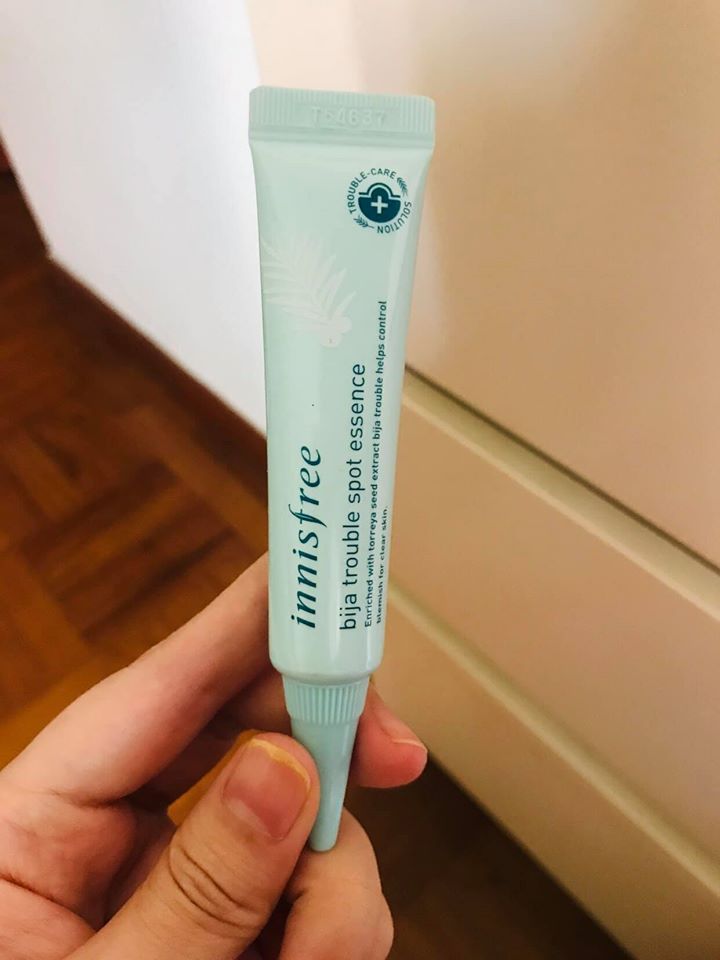 T54637
TROUBLE-CARE
SOLUTION
innisfree
bija trouble spot essence
Enriched with torreya seed extract bija trouble helps control
blemish for clear skin.